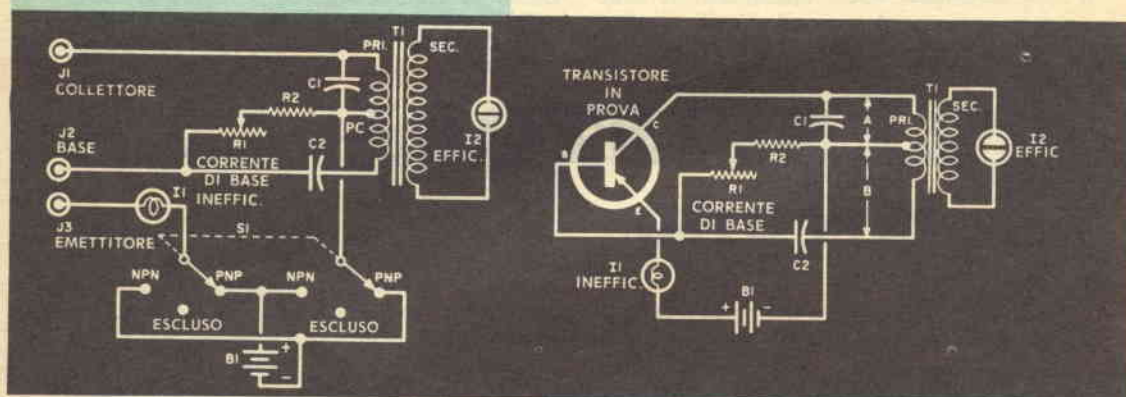 J1
COLLETTORE
C1
PRI.
T1
SEC.
R2
PC
J2
BASE
R1
C2
I2
EFFIC.
CORRENTE
DI BASE
INEFFIC.
I1
J3
EMETTITORE
S1
NPN
PNP
NPN
PNP
ESCLUSO
ESCLUSO
B1
+
-
TRANSISTORE
IN
PROVA
C
B
E
C1
A
PRI.
T1
SEC.
R2
B
R1
I2
EFFIC
CORRENTE
DI BASE
C2
I1
INEFFIC.
B1
+
-